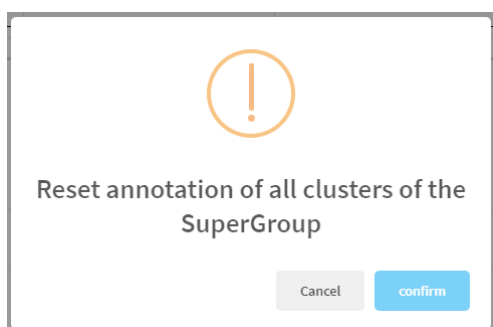 Reset annotation of all clusters of the
SuperGroup
Cancel
confirm